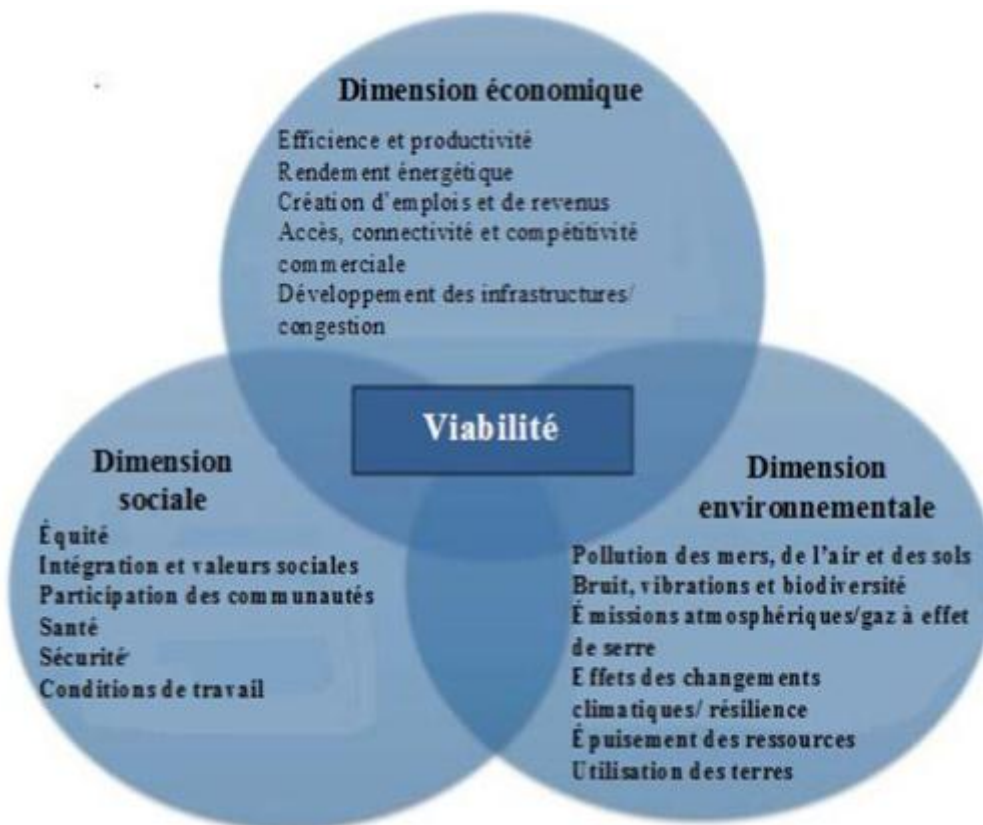 Dimension économique
Efficience et productivité
Rendement énergétique
Création d'emplois et de revenus
Accès, connectivité et compétitivité
commerciale
Développement des infrastructures/
congestion
Viabilité
Dimension
sociale
Équité
Intégration et valeurs sociales
Participation des communautés
Santé
Sécurité
Conditions de travail
Dimension
environnementale
Pollution des mers, de l'air et des sols
Bruit, vibrations et biodiversité
Émissions atmosphériques/gaz à effet
de serre
Effets des changements
climatiques/ résilience
Épuisement des ressources
Utilisation des terres